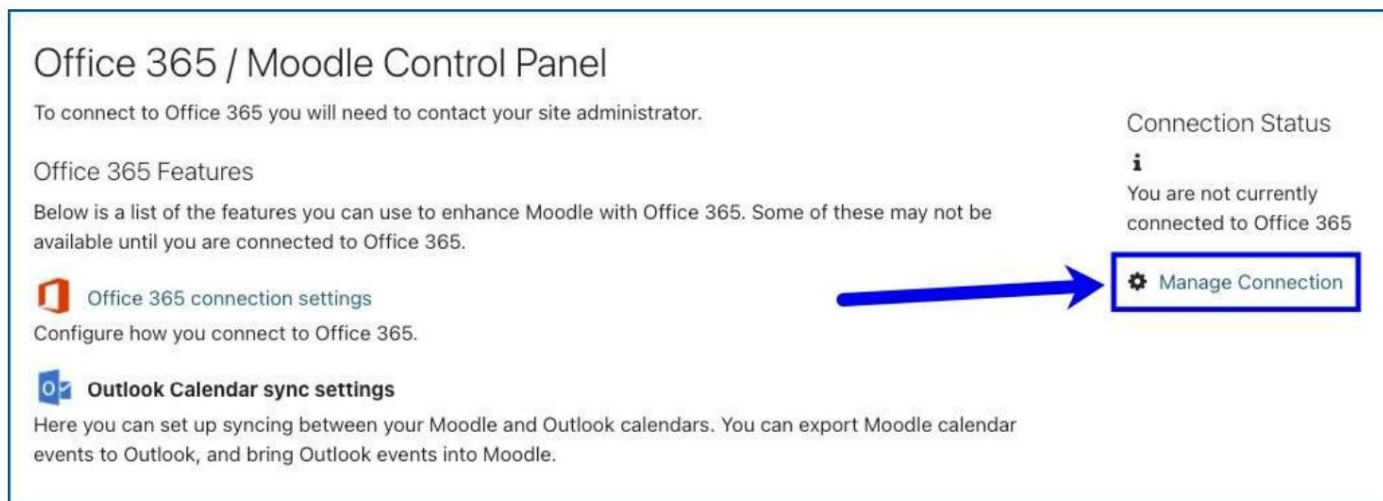 Office 365 / Moodle Control Panel
To connect to Office 365 you will need to contact your site administrator.
Office 365 Features
Below is a list of the features you can use to enhance Moodle with Office 365. Some of these may not be
available until you are connected to Office 365.
Office 365 connection settings
Configure how you connect to Office 365.
Outlook Calendar sync settings
Here you can set up syncing between your Moodle and Outlook calendars. You can export Moodle calendar
events to Outlook, and bring Outlook events into Moodle.
Connection Status
i
You are not currently
connected to Office 365
Manage Connection